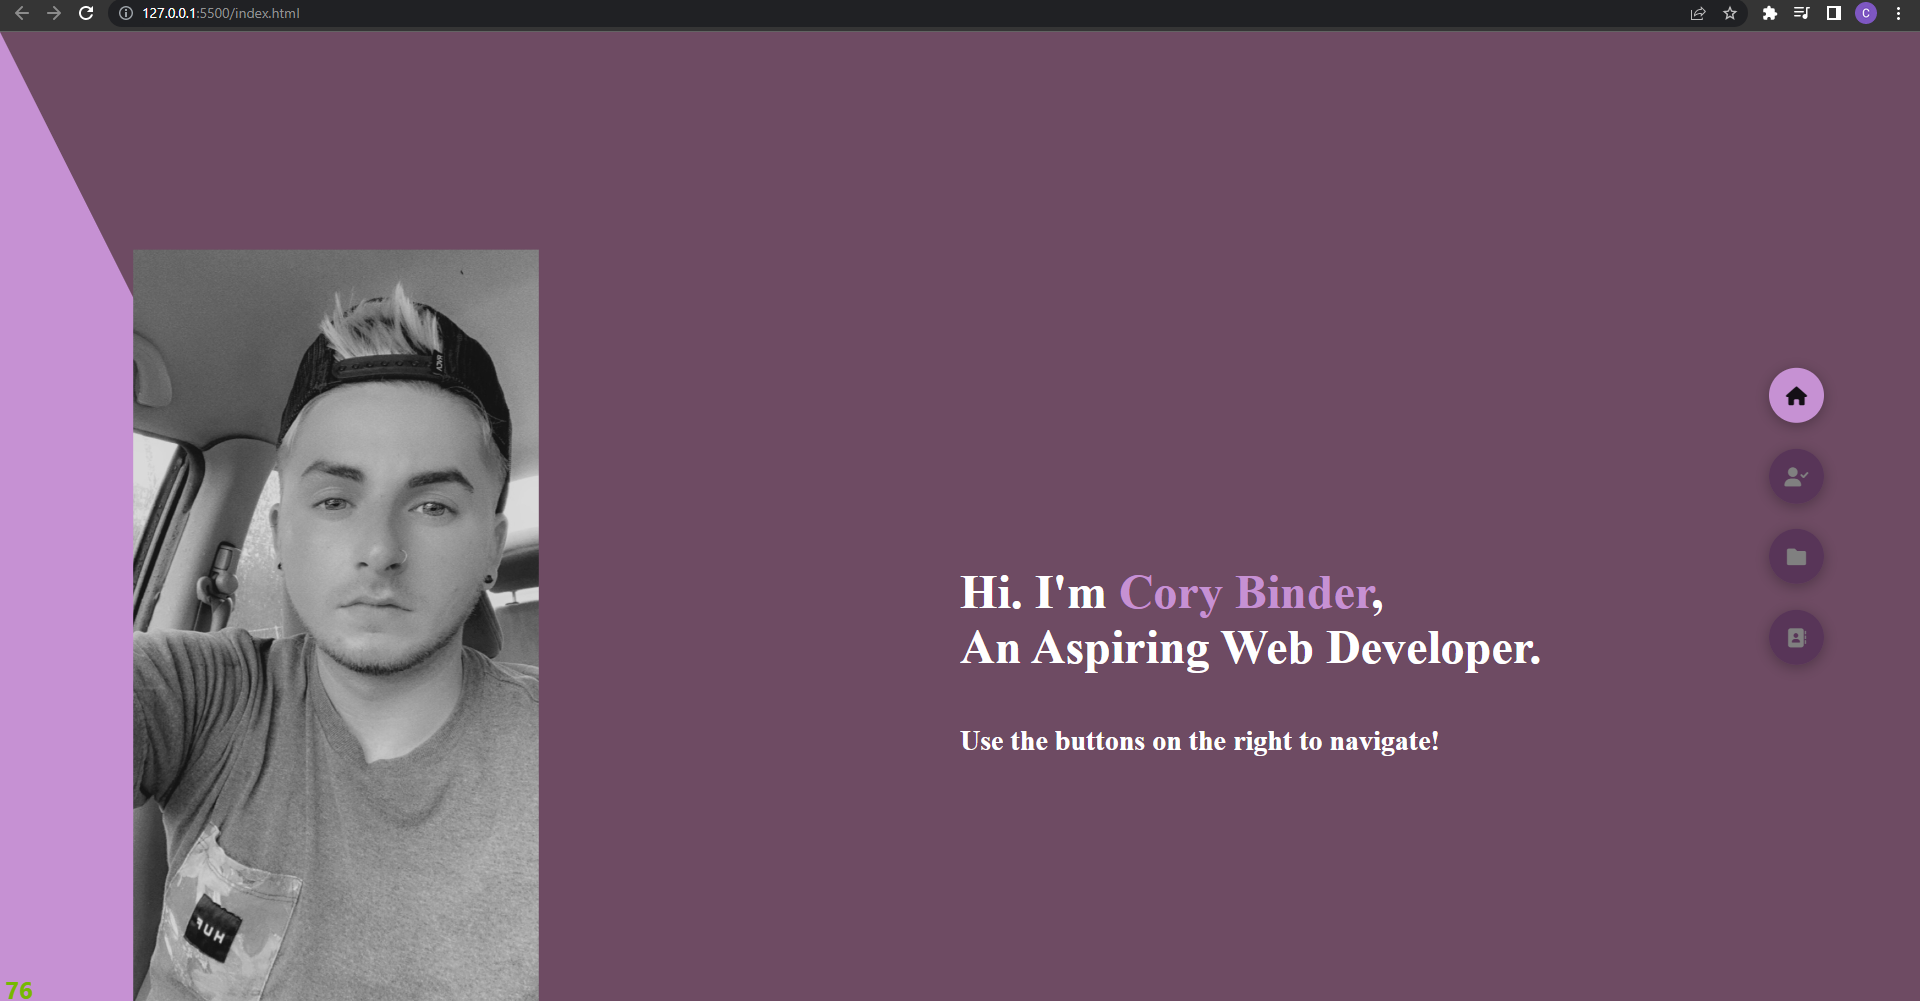 127.0.0.1:5500/index.html
C
Hi. I'm Cory Binder,
An Aspiring Web Developer.
Use the buttons on the right to navigate!
HUF
76